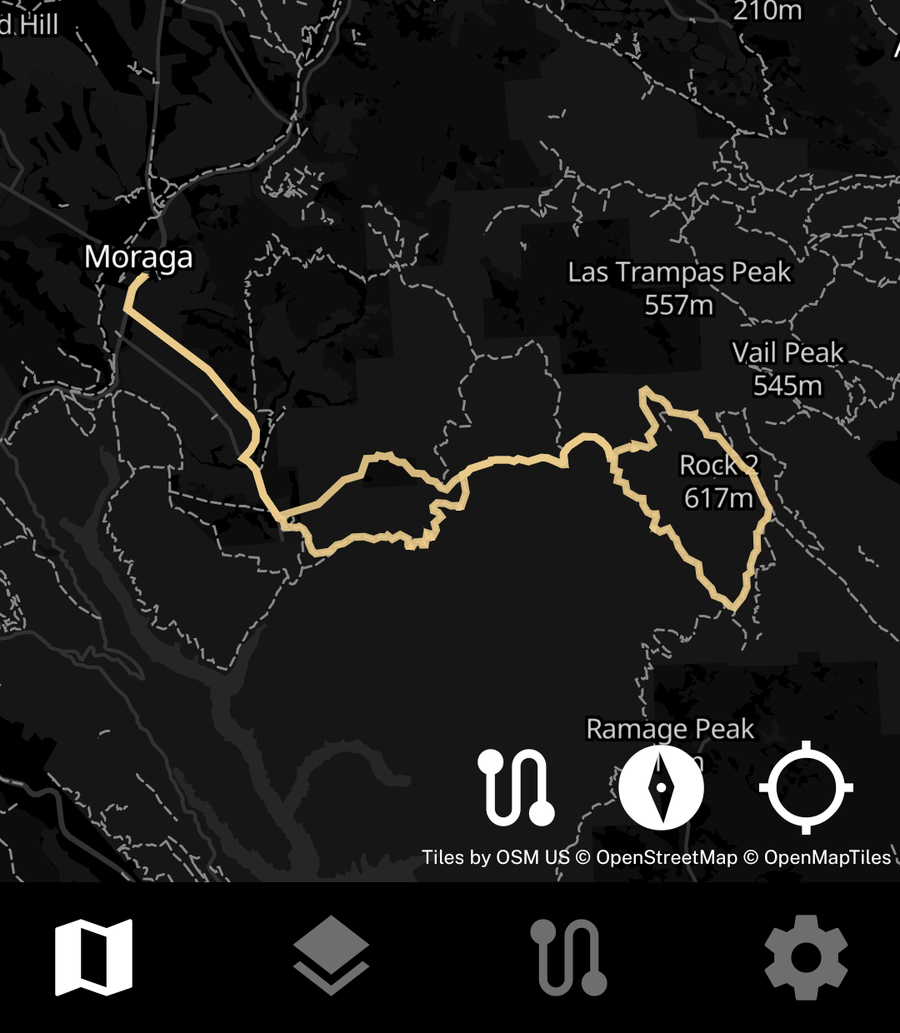 210m
d Hill
Moraga
Las Trampas Peak
557m
Vail Peak
545m
Rock 2
617m
Ramage Peak
m
Tiles by OSM US © OpenStreetMap © OpenMapTiles